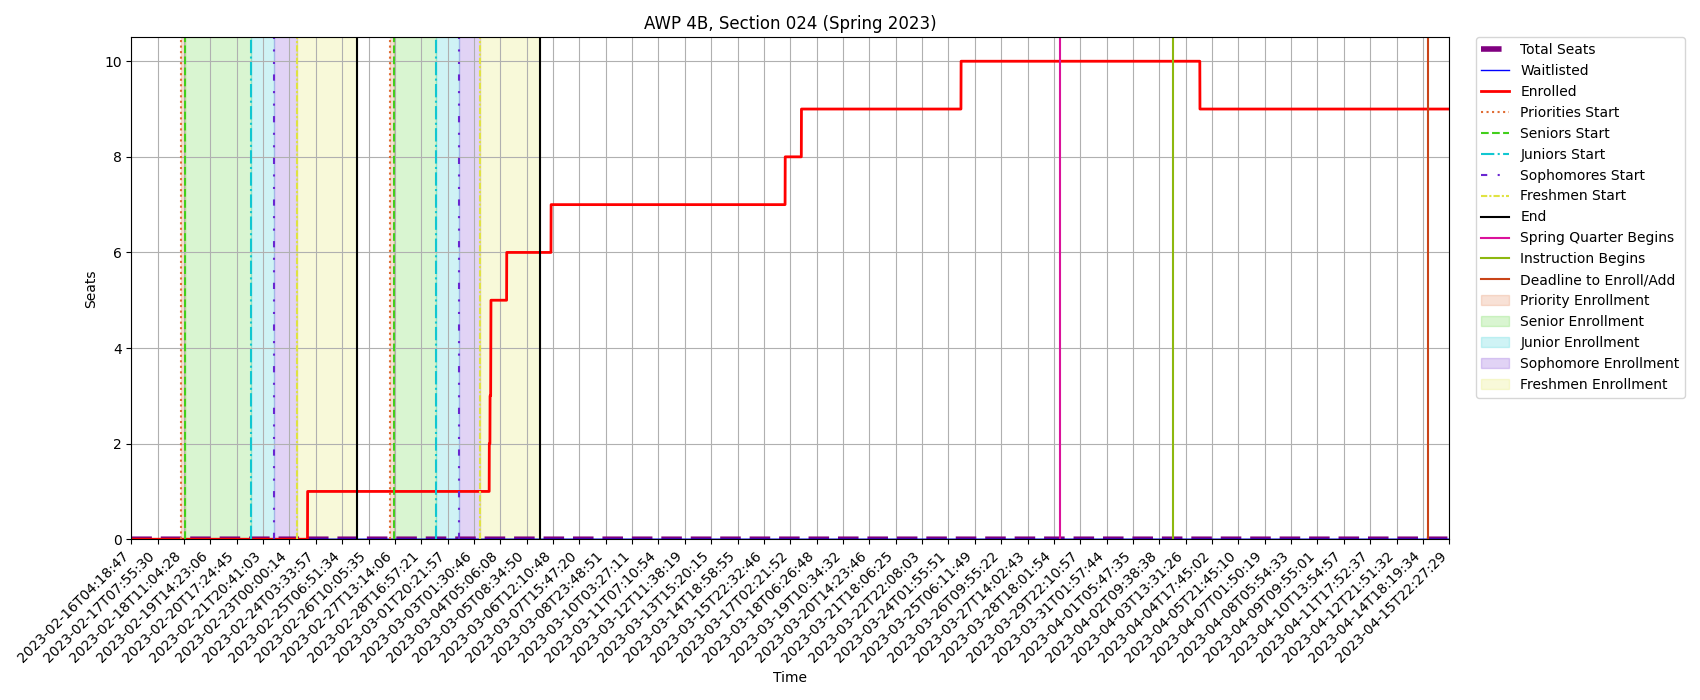 AWP 4B, Section 024 (Spring 2023)
Seats
10
8
6
4
2
0
Total Seats
Waitlisted
Enrolled
Priorities Start
Seniors Start
Juniors Start
Sophomores Start
Freshmen Start
End
Spring Quarter Begins
Instruction Begins
Deadline to Enroll/Add
Priority Enrollment
Senior Enrollment
Junior Enrollment
Sophomore Enrollment
Freshmen Enrollment
2023-02-16T04:18:47
2023-02-17T07:55:30
2023-02-18T11:04:28
2023-02-19T14:23:06
2023-02-20T17:24:45
2023-02-21T20:41:03
2023-02-23T00:00:14
2023-02-24T03:33:57
2023-02-25T06:51:34
2023-02-26T10:05:35
2023-02-27T13:14:06
2023-02-28T16:57:21
2023-03-01T20:21:57
2023-03-03T01:30:46
2023-03-04T05:06:08
2023-03-05T08:34:50
2023-03-06T12:10:48
2023-03-07T15:47:20
2023-03-08T23:48:51
2023-03-10T03:27:11
2023-03-11T07:10:54
2023-03-12T11:38:19
2023-03-13T15:20:15
2023-03-14T18:58:55
2023-03-15T22:32:46
2023-03-17T02:21:52
2023-03-18T06:26:48
2023-03-19T10:34:32
2023-03-20T14:23:46
2023-03-21T18:06:25
2023-03-22T22:08:03
2023-03-24T01:55:51
2023-03-25T06:11:49
2023-03-26T09:55:22
2023-03-27T14:02:43
2023-03-28T18:01:54
2023-03-29T22:10:57
2023-03-31T01:57:44
2023-04-01T05:47:35
2023-04-02T09:38:38
2023-04-03T13:31:26
2023-04-04T17:45:02
2023-04-05T21:45:10
2023-04-07T01:50:19
2023-04-08T05:54:33
2023-04-09T09:55:01
2023-04-10T13:54:57
2023-04-11T17:52:37
2023-04-12T21:51:32
2023-04-14T18:19:34
2023-04-15T22:27:29
Time